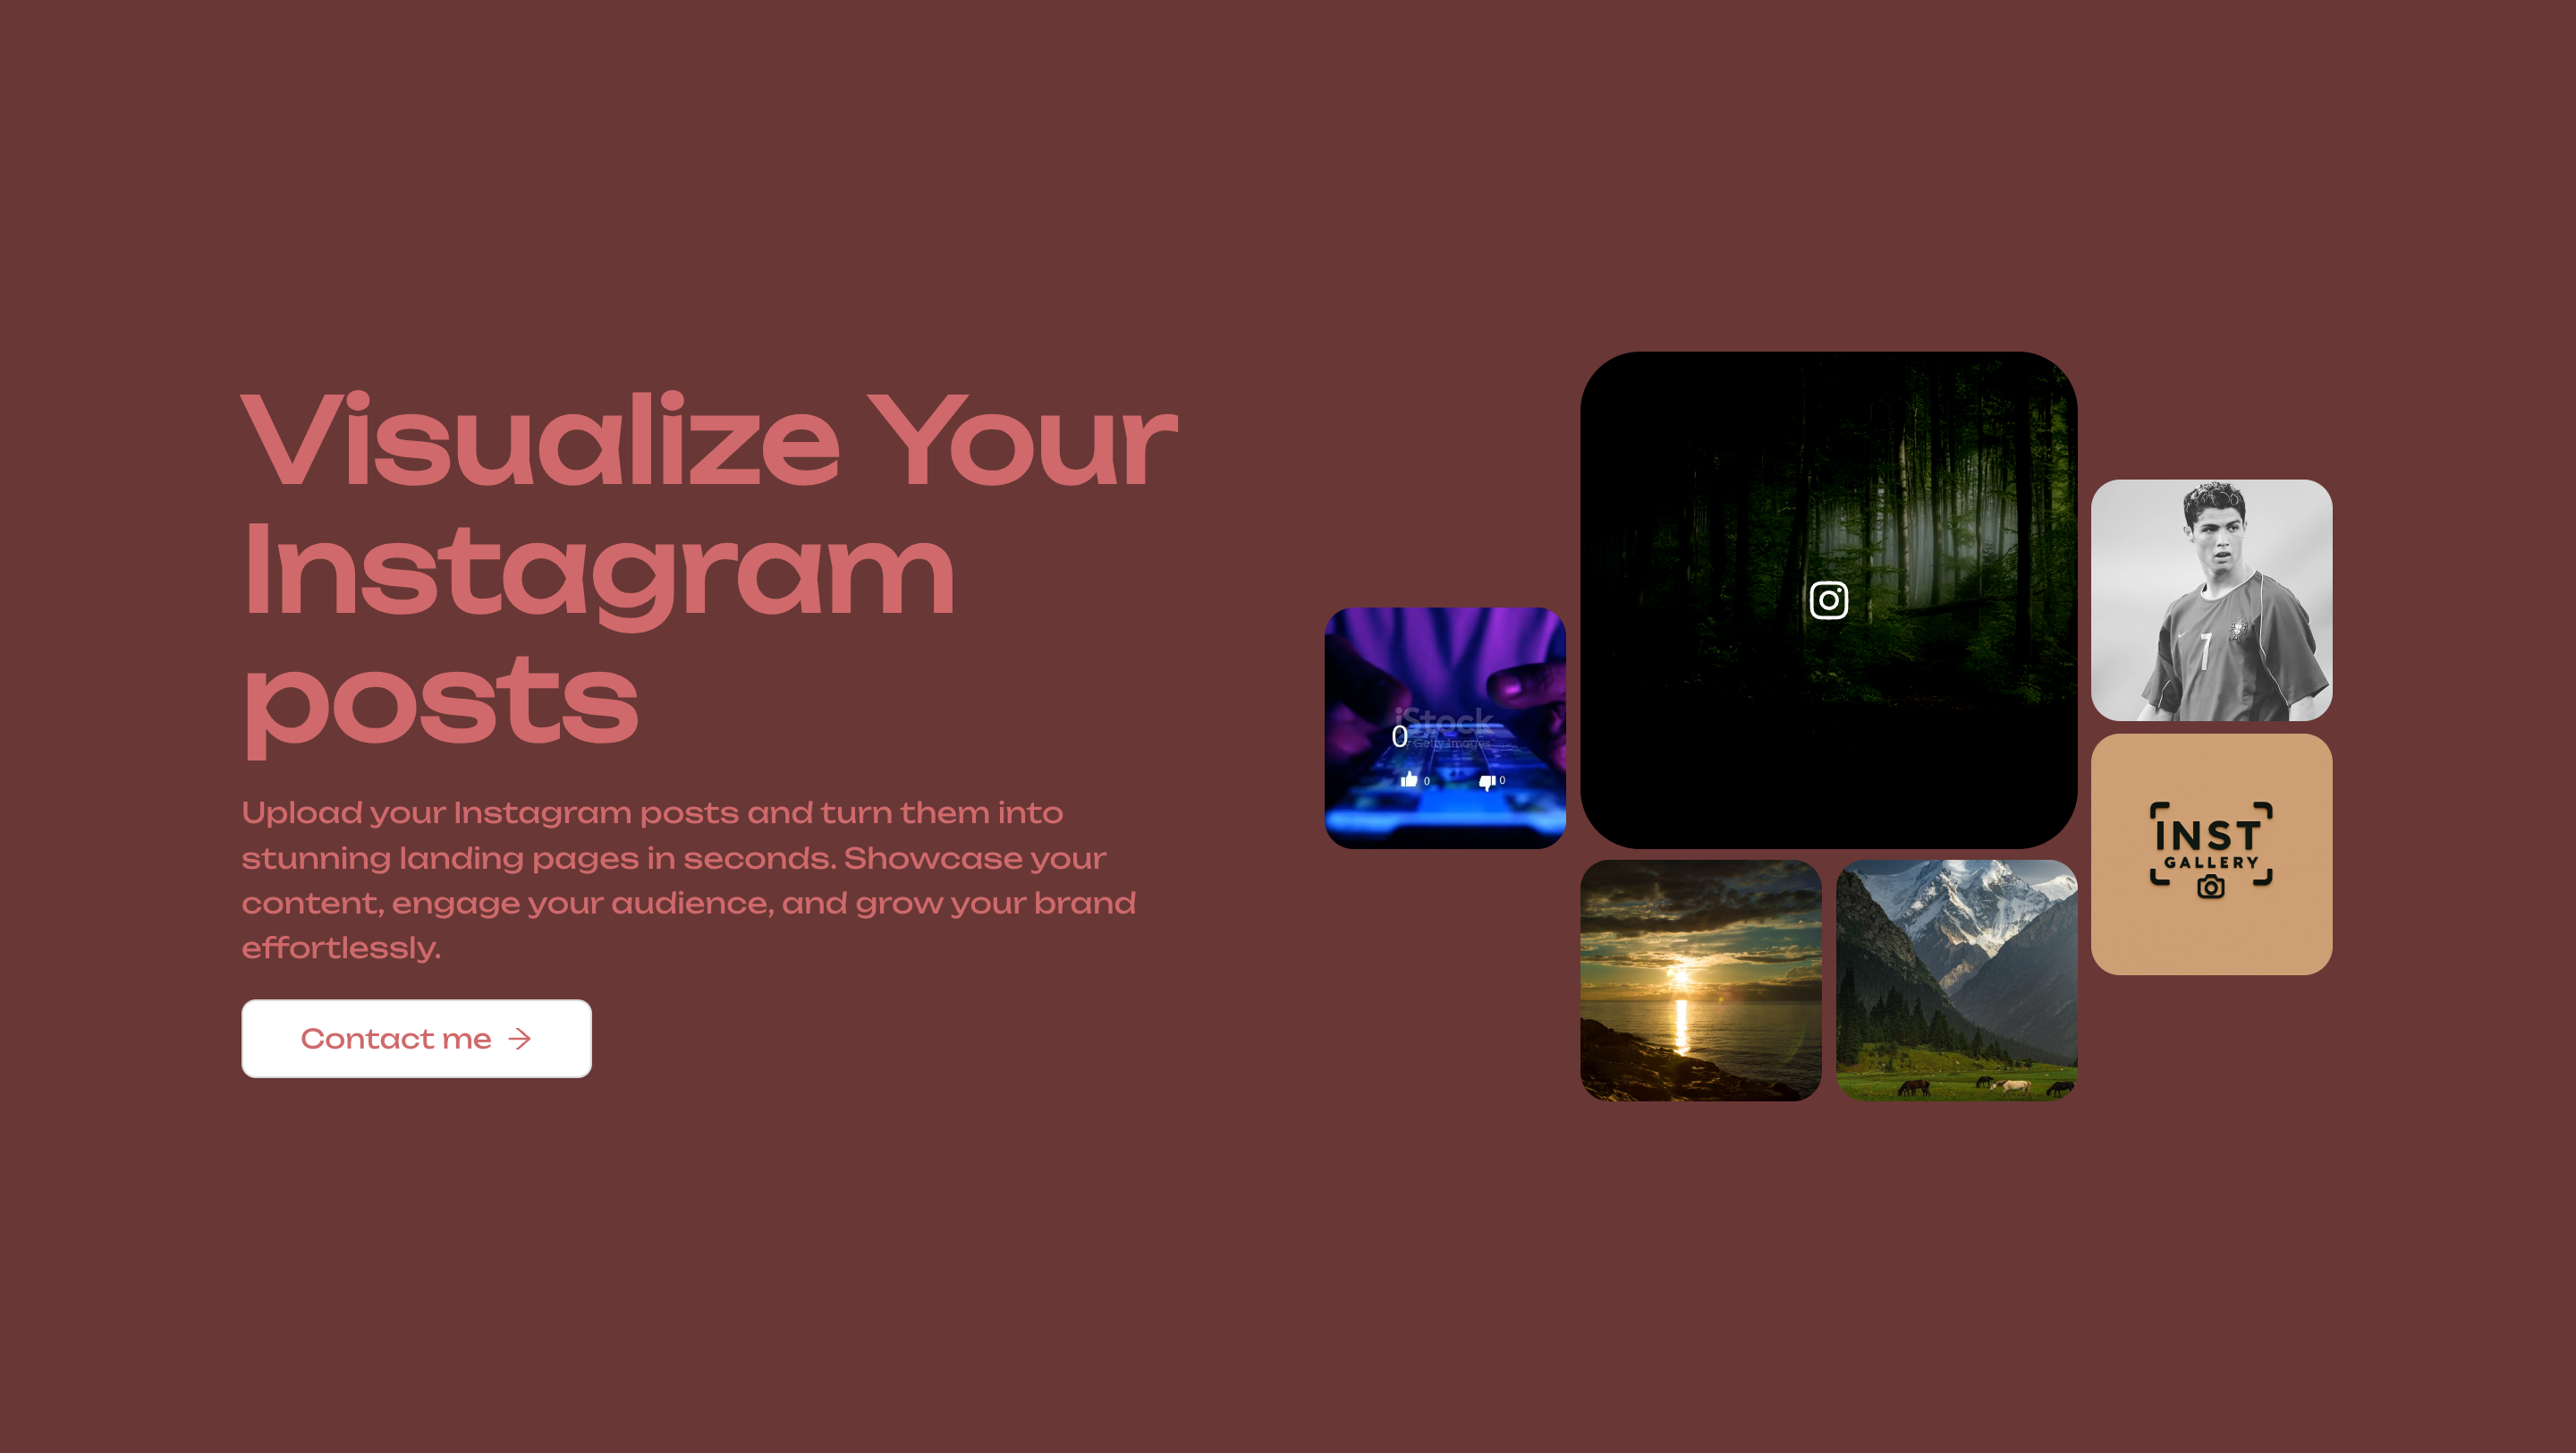 Visualize Your
Instagram
posts
Upload your Instagram posts and turn them into
stunning landing pages in seconds. Showcase your
content, engage your audience, and grow your brand
effortlessly.
Contact me
iStock
Getty Images
0
0
0
7
INST
GALLERY